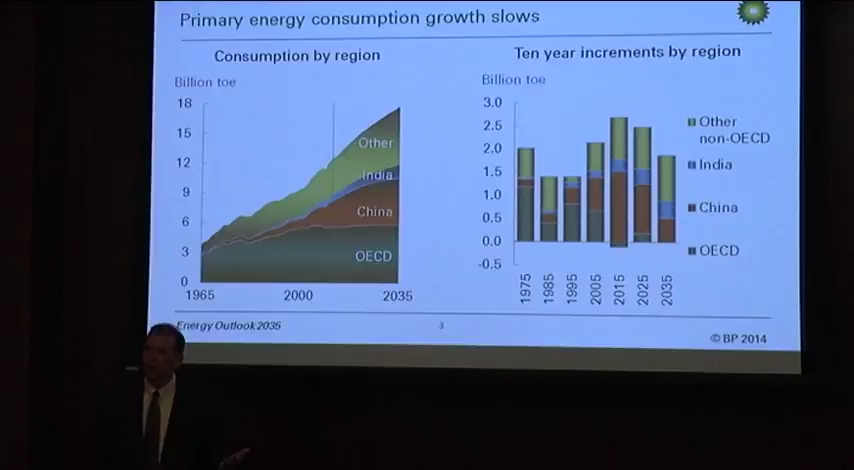 Primary energy consumption growth slows
Consumption by region
Billion toe
18
15
12
9
6
3
0
Other
India
China
OECD
1965 2000 2035
Ten year increments by region
Billion toe
3.0
2.5
2.0
1.5
1.0
0.5
0.0
-0.5
1975 1985 1995 2005 2015 2025 2035
Other
non-OECD
India
China
OECD
Energy Outlook 2035
3
© BP 2014